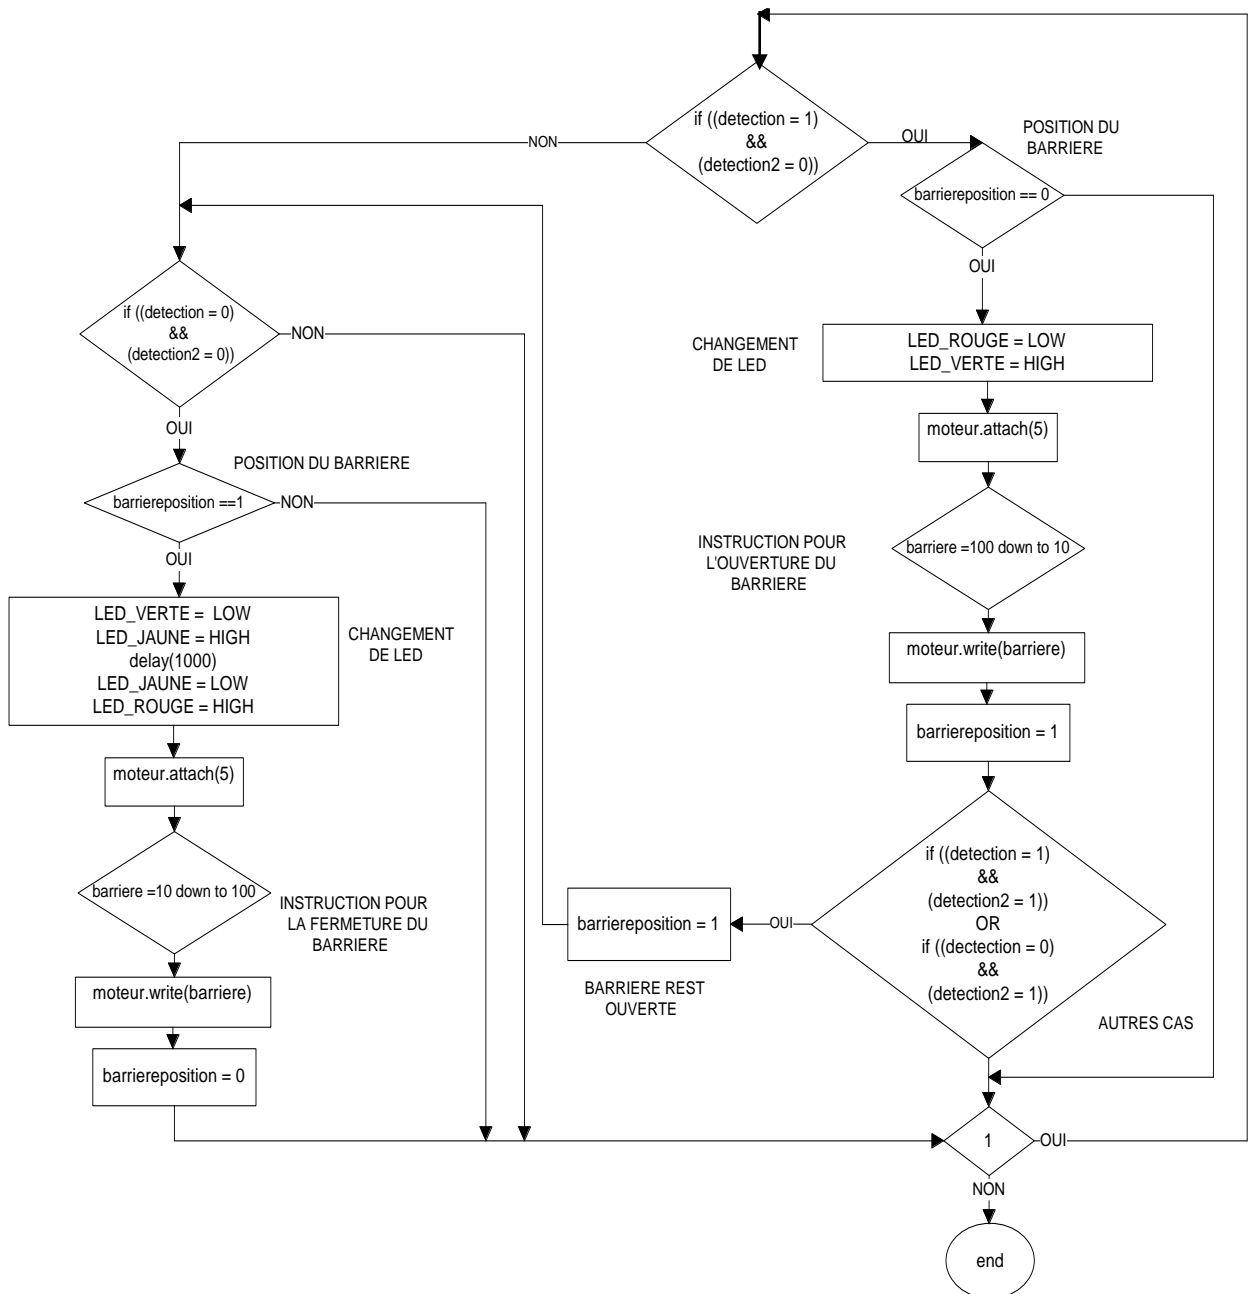 if ((detection = 1)
&&
(detection2 = 0))
NON
OUI
POSITION DU
BARRIERE
barriereposition == 0
OUI
LED_ROUGE = LOW
LED_VERTE = HIGH
CHANGEMENT
DE LED
moteur.attach(5)
barriere =100 down to 10
INSTRUCTION POUR
L'OUVERTURE DU
BARRIERE
moteur.write(barriere)
barriereposition = 1
if ((detection = 1)
&&
(detection2 = 1))
OR
if ((dectection = 0)
&&
(detection2 = 1))
OUI
barriereposition = 1
BARRIERE REST
OUVERTE
AUTRES CAS
if ((detection = 0)
&&
(detection2 = 0))
NON
OUI
POSITION DU BARRIERE
barriereposition ==1
NON
OUI
LED_VERTE = LOW
LED_JAUNE = HIGH
delay(1000)
LED_JAUNE = LOW
LED_ROUGE = HIGH
CHANGEMENT
DE LED
moteur.attach(5)
barriere =10 down to 100
INSTRUCTION POUR
LA FERMETURE DU
BARRIERE
moteur.write(barriere)
barriereposition = 0
1
OUI
NON
end